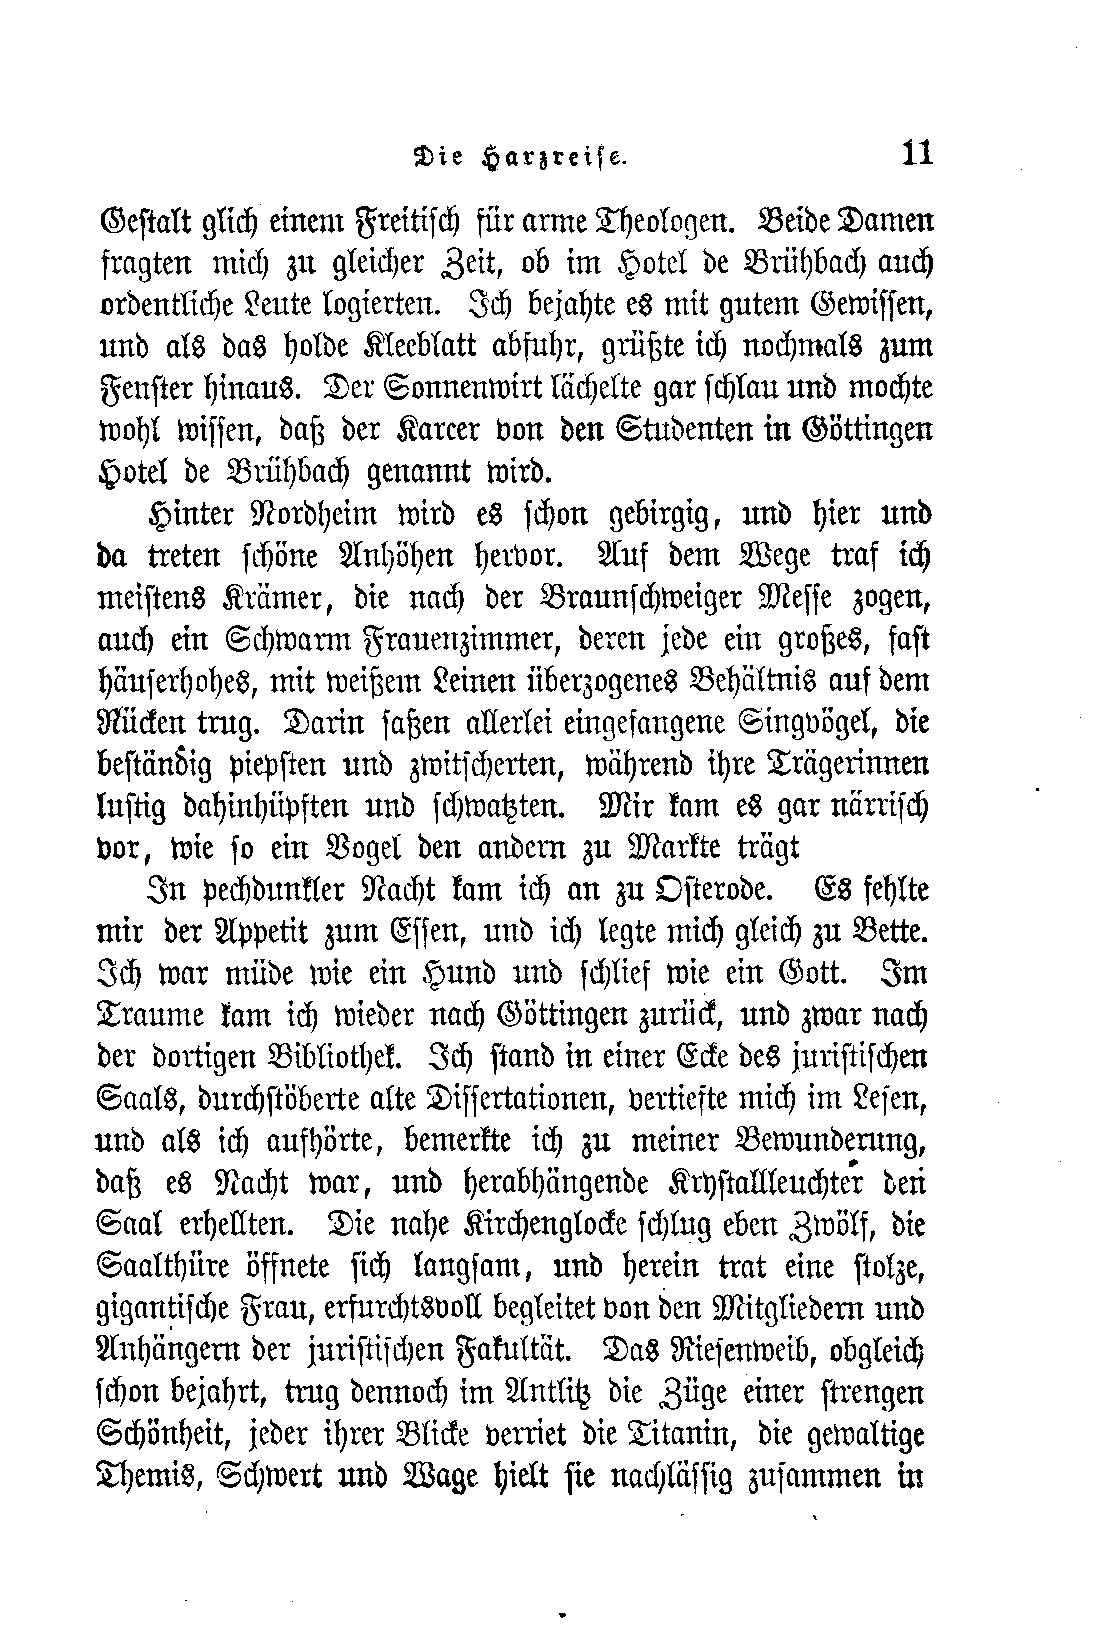 Die Harzreise. 11
Gestalt glich einem Freitisch für arme Theologen. Beide Damen
fragten mich zu gleicher Zeit, ob im Hotel de Brühbach auch
ordentliche Leute logierten. Ich bejahte es mit gutem Gewissen,
und als das holde Kleeblatt abfuhr, grüßte ich nochmals zum
Fenster hinaus. Der Sonnenwirt lächelte gar schlau und mochte
wohl wissen, daß der Karcer von den Studenten in Göttingen
Hotel de Brühbach genannt wird.
Hinter Nordheim wird es schon gebirgig, und hier und
da treten schöne Anhöhen hervor. Auf dem Wege traf ich
meistens Krämer, die nach der Braunschweiger Messe zogen,
auch ein Schwarm Frauenzimmer, deren jede ein großes, fast
häuserhohes, mit weißem Leinen überzogenes Behältnis auf dem
Rücken trug. Darin saßen allerlei eingefangene Singvögel, die
beständig piepsten und zwitscherten, während ihre Trägerinnen
lustig dahinhüpften und schwatzten. Mir kam es gar närrisch
vor, wie so ein Vogel den andern zu Markte trägt
In pechdunkler Nacht kam ich an zu Osterode. Es fehlte
mir der Appetit zum Essen, und ich legte mich gleich zu Bette.
Ich war müde wie ein Hund und schlief wie ein Gott. Im
Traume kam ich wieder nach Göttingen zurück, und zwar nach
der dortigen Bibliothek. Ich stand in einer Ecke des juristischen
Saals, durchstöberte alte Dissertationen, vertiefte mich im Lesen,
und als ich aufhörte, bemerkte ich zu meiner Bewunderung,
daß es Nacht war, und herabhängende Krystallleuchter den
Saal erhellten. Die nahe Kirchenglocke schlug eben Zwölf, die
Saalthüre öffnete sich langsam, und herein trat eine stolze,
gigantische Frau, erfurchtsvoll begleitet von den Mitgliedern und
Anhängern der juristischen Fakultät. Das Riesenweib, obgleich
schon bejahrt, trug dennoch im Antlitz die Züge einer strengen
Schönheit, jeder ihrer Blicke verriet die Titanin, die gewaltige
Themis, Schwert und Wage hielt sie nachlässig zusammen in